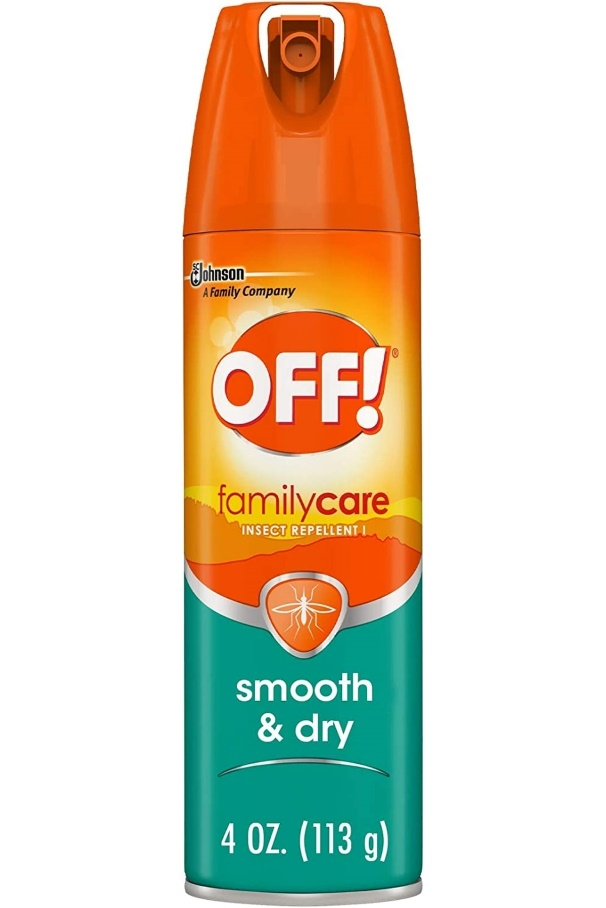 SC Johnson
A Family Company
OFF!®
familycare
INSECT REPELLENT I
smooth
& dry
4 OZ. (113 g)